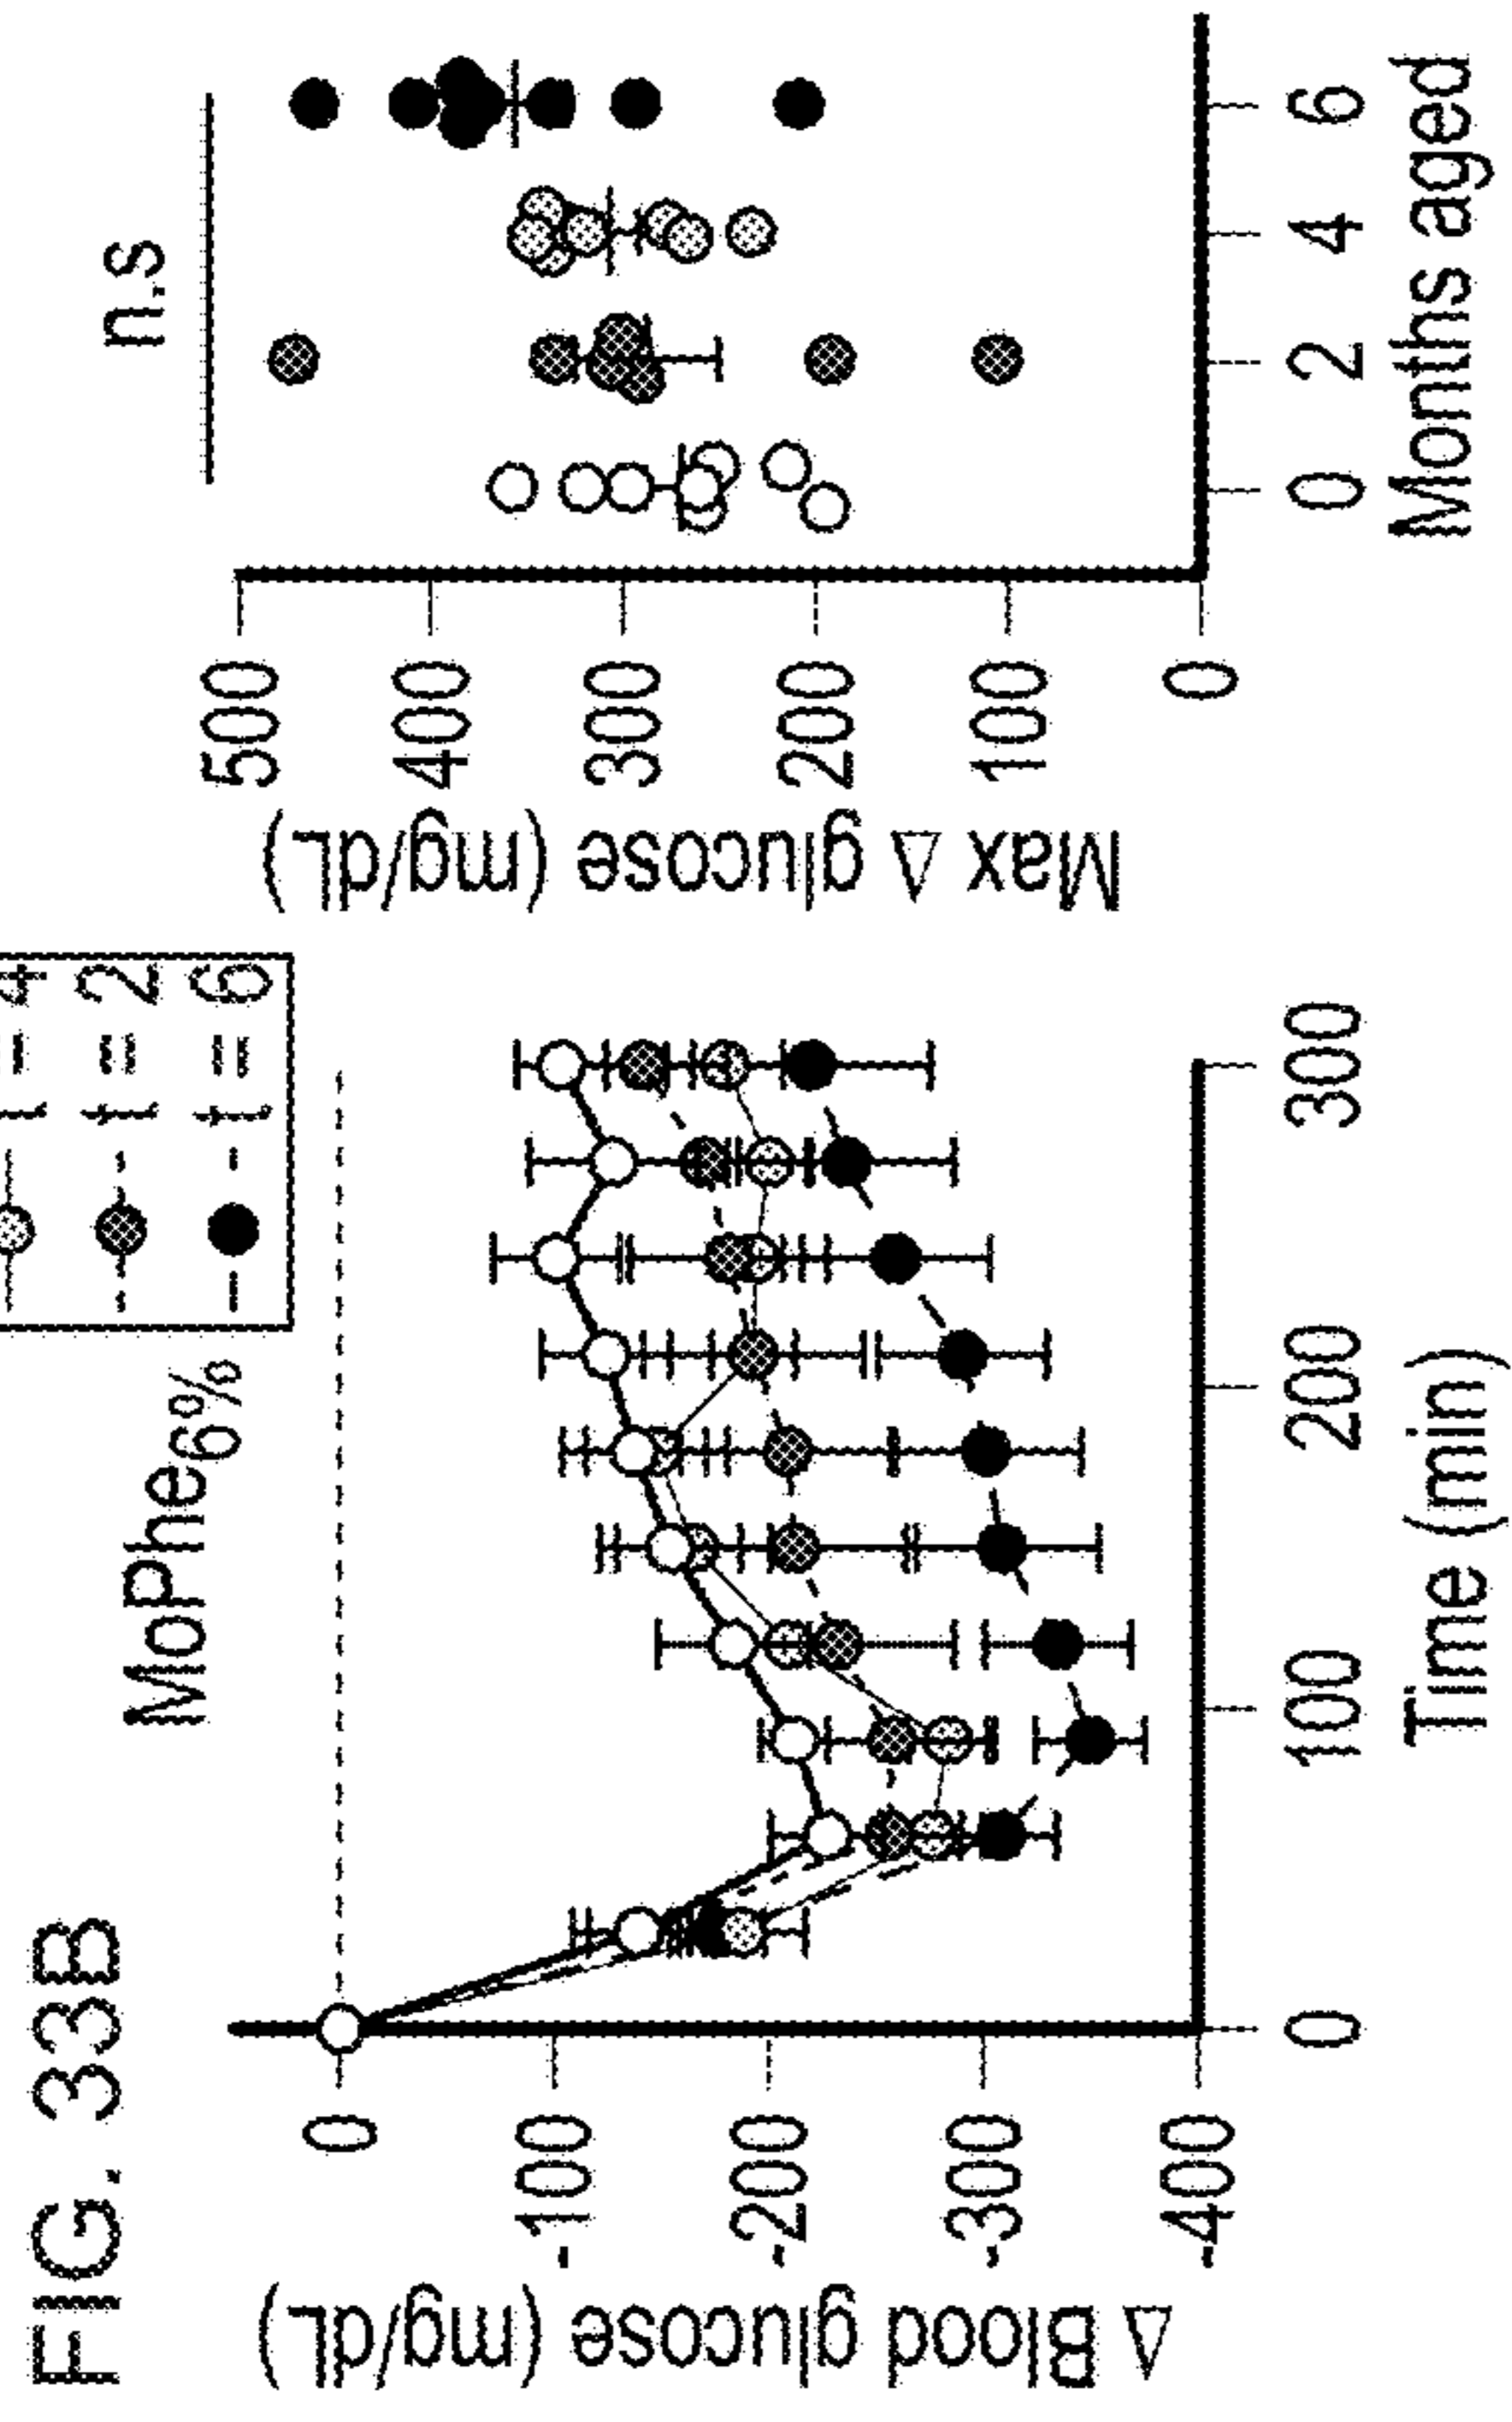 FIG. 33B
MoPhe6%
t = 4
t = 2
t = 6
Δ Blood glucose (mg/dL)
0
-100
-200
-300
-400
0
100
200
300
Time (min)
n.s
Max Δ glucose (mg/dL)
500
400
300
200
100
0
0
2
4
6
Months aged